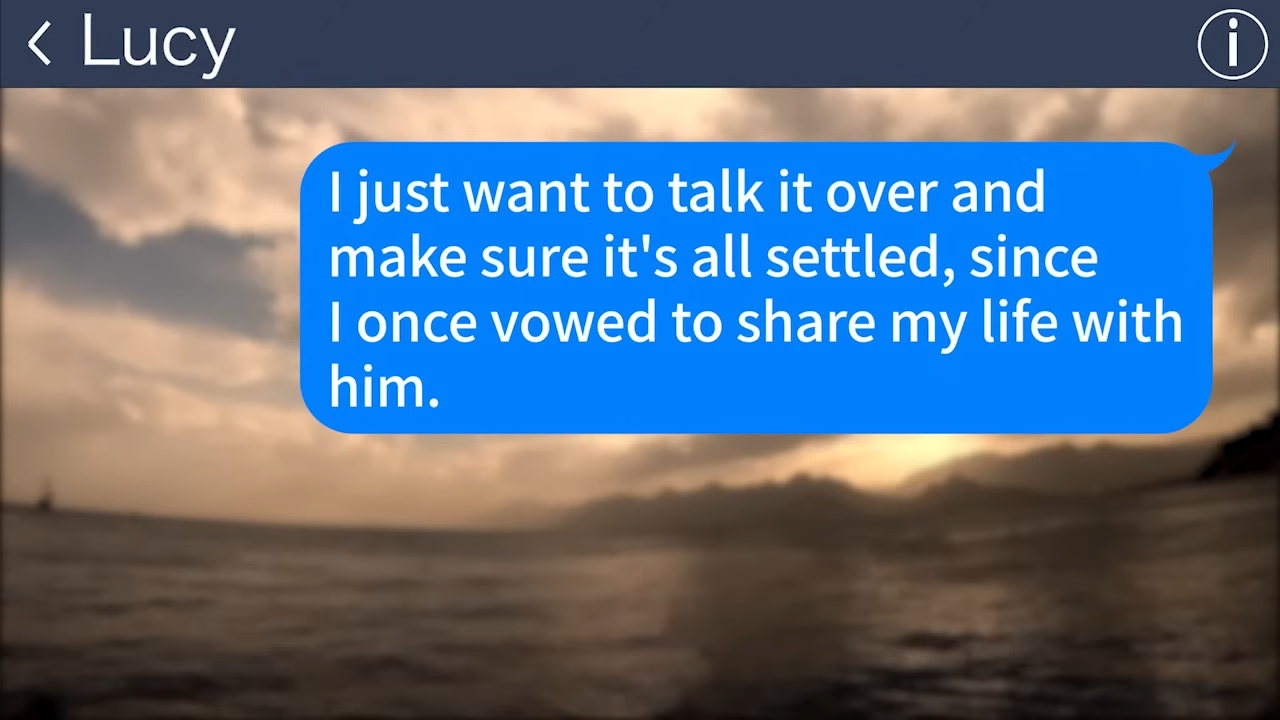 Lucy
I just want to talk it over and
make sure it's all settled, since
I once vowed to share my life with
him.